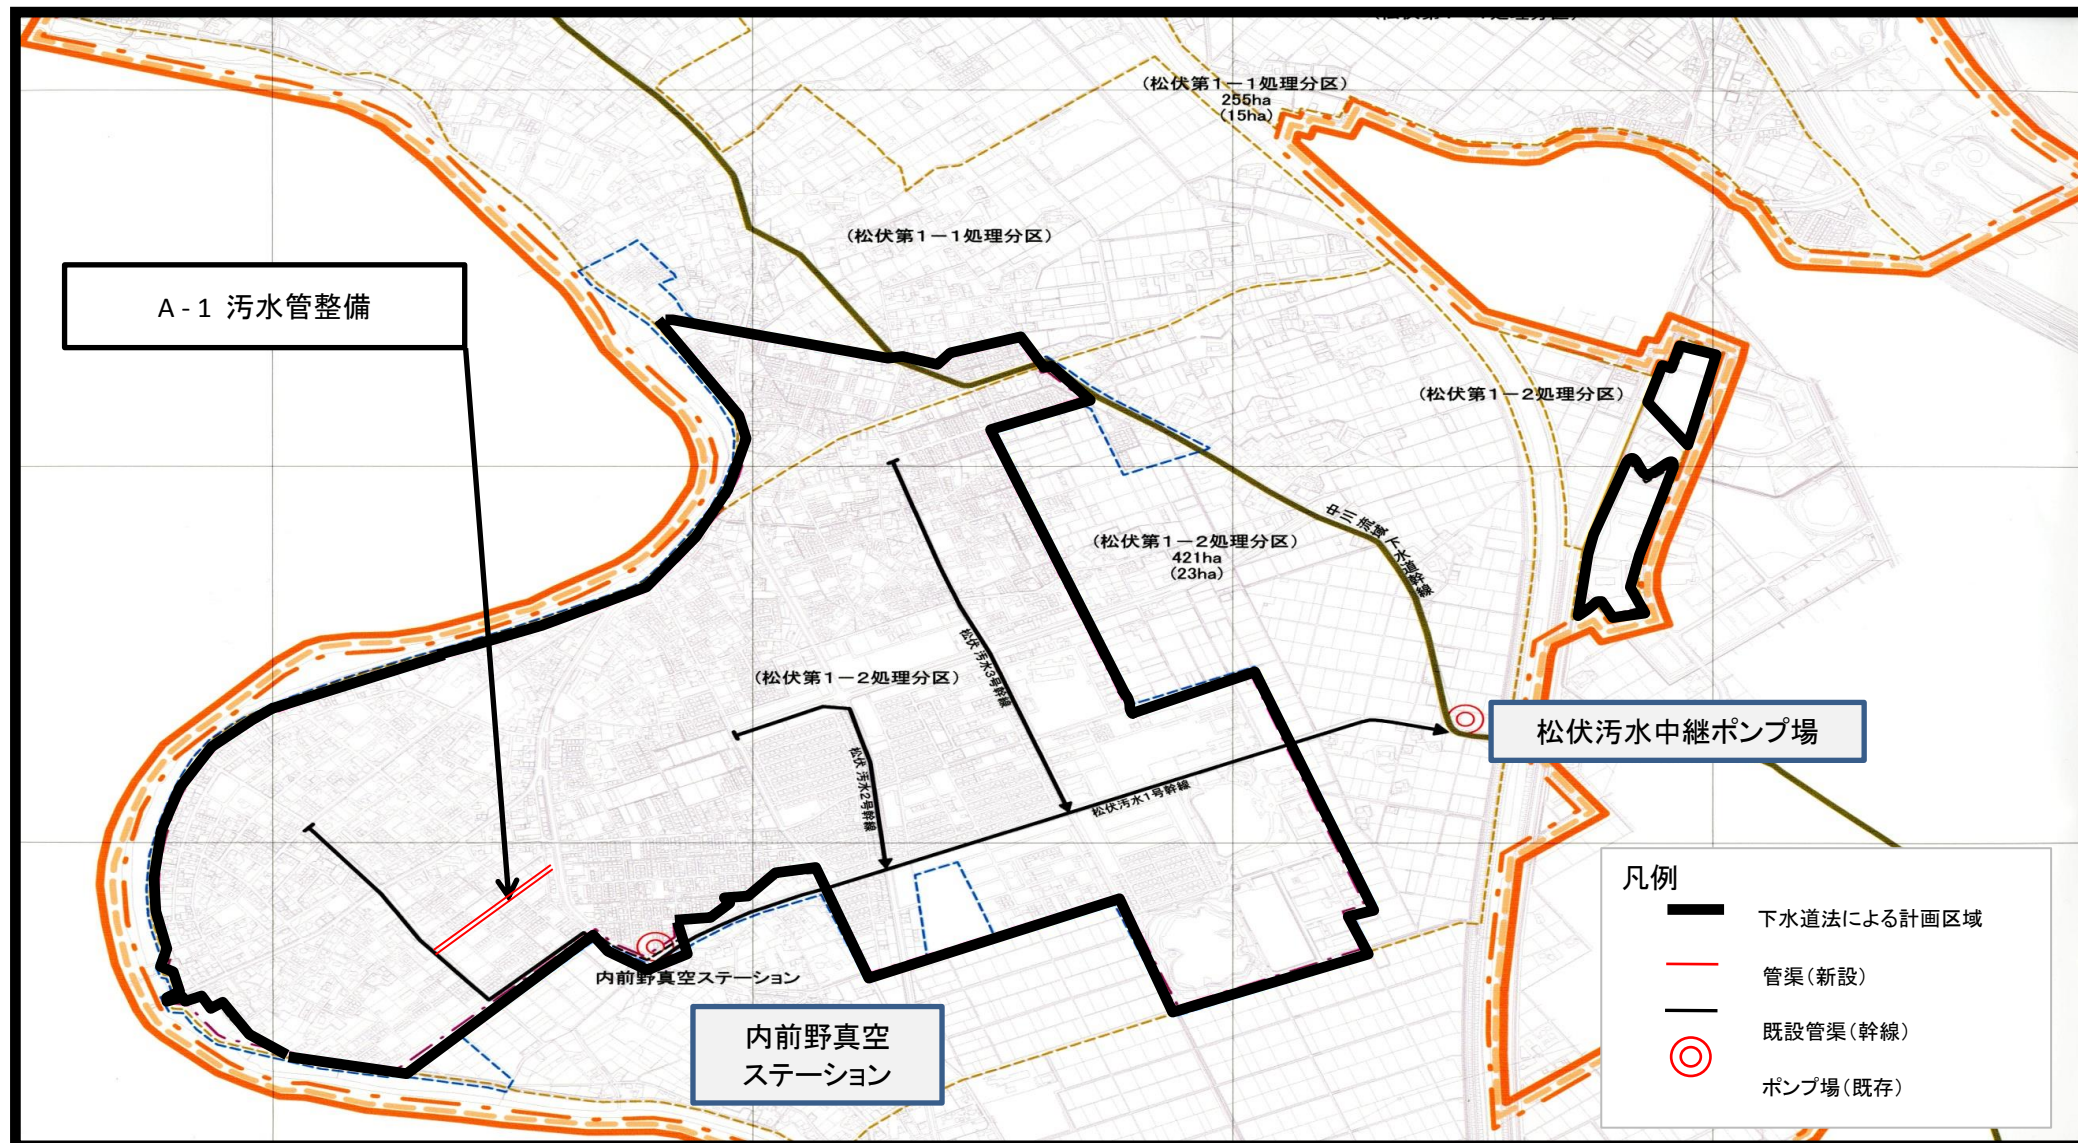 (松伏第1－1処理分区)
255ha
(15ha)
(松伏第1－1処理分区)
A - 1 汚水管整備
(松伏第1－2処理分区)
中川流域下水道幹線
(松伏第1－2処理分区)
421ha
(23ha)
松伏 汚水3号幹線
(松伏第1－2処理分区)
松伏汚水中継ポンプ場
松伏 汚水2号幹線
松伏汚水1号幹線
内前野真空ステーション
内前野真空
ステーション
凡例
下水道法による計画区域
管渠(新設)
既設管渠(幹線)
ポンプ場(既存)